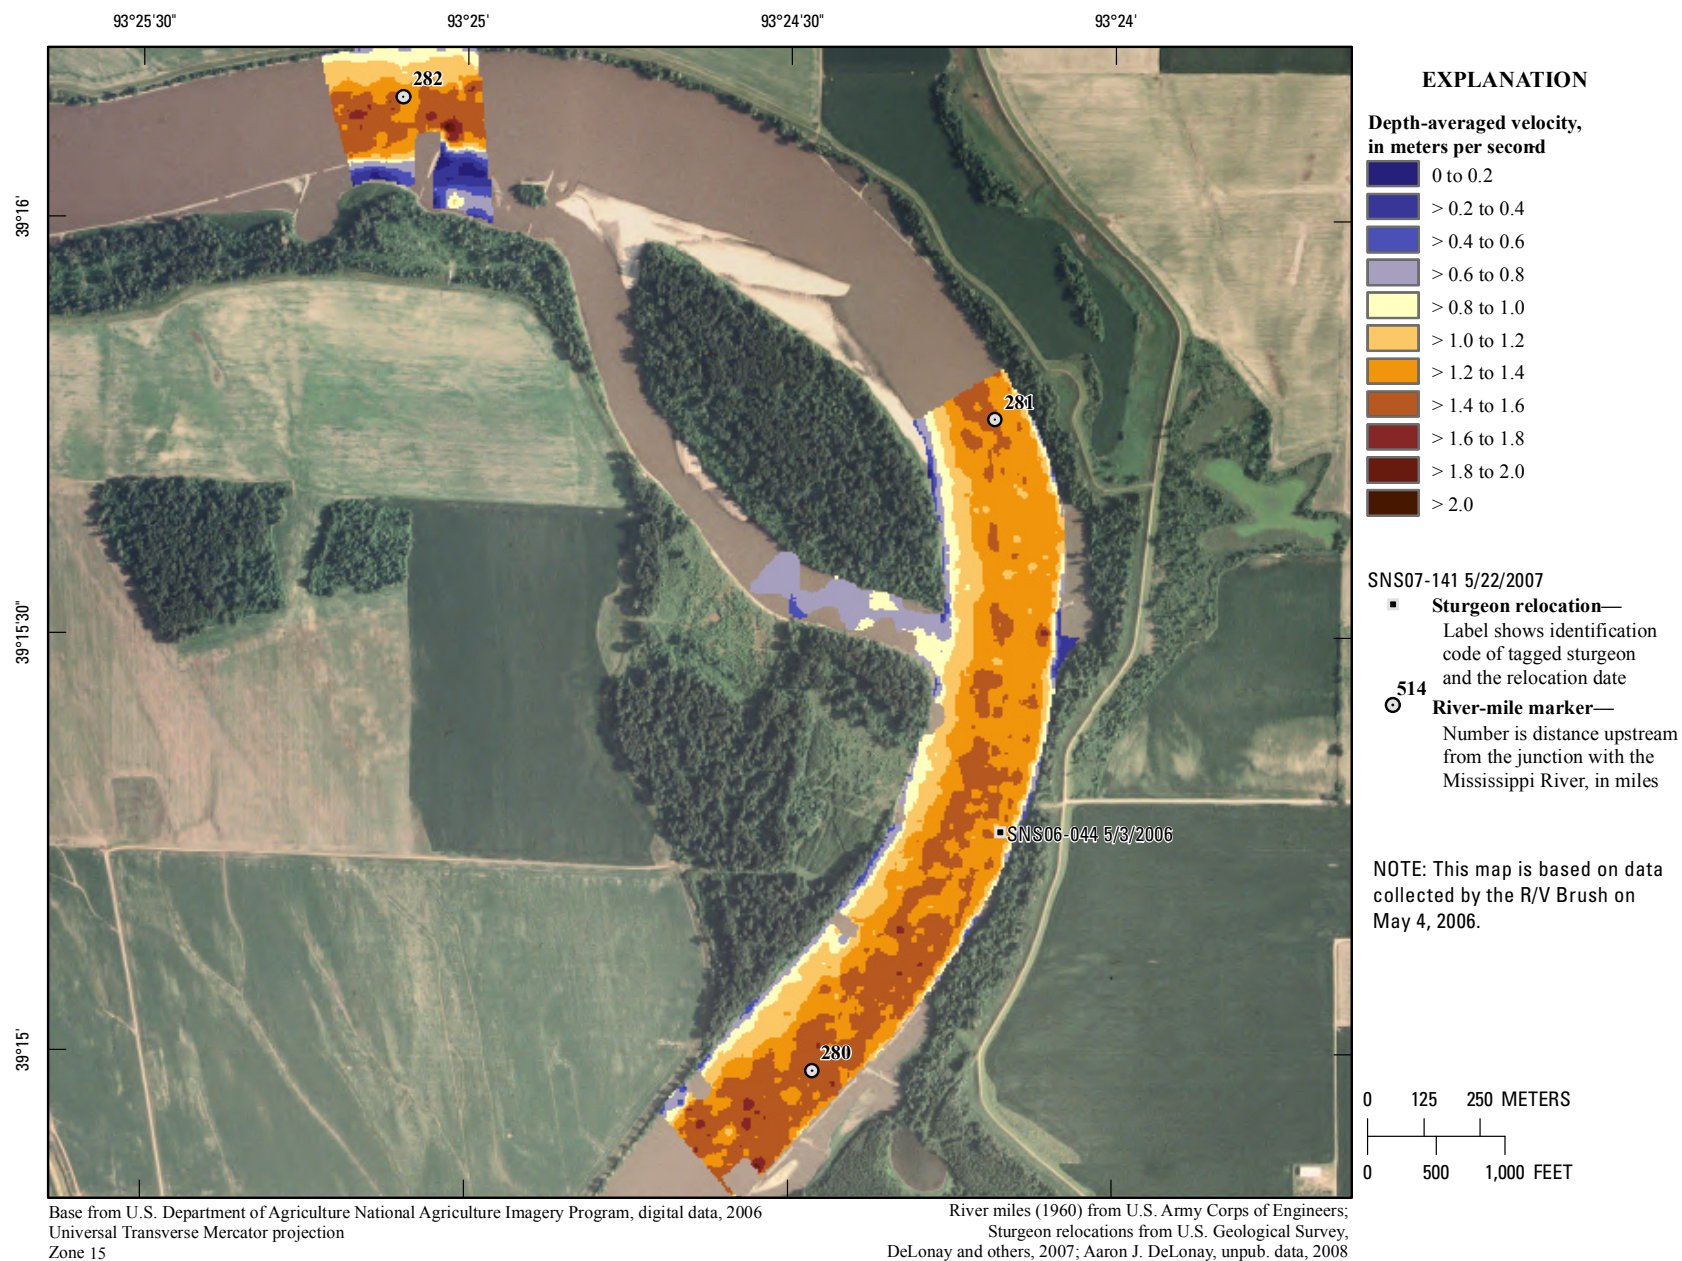 93°25'30"
93°25'
93°24'30"
93°24'
39°16'
39°15'30"
39°15'
282
281
SNS06-044 5/3/2006
280
EXPLANATION
Depth-averaged velocity,
in meters per second
0 to 0.2
> 0.2 to 0.4
> 0.4 to 0.6
> 0.6 to 0.8
> 0.8 to 1.0
> 1.0 to 1.2
> 1.2 to 1.4
> 1.4 to 1.6
> 1.6 to 1.8
> 1.8 to 2.0
> 2.0
SNS07-141 5/22/2007
Sturgeon relocation—
Label shows identification
code of tagged sturgeon
and the relocation date
514
River-mile marker—
Number is distance upstream
from the junction with the
Mississippi River, in miles
NOTE: This map is based on data
collected by the R/V Brush on
May 4, 2006.
0 125 250 METERS
0 500 1,000 FEET
Base from U.S. Department of Agriculture National Agriculture Imagery Program, digital data, 2006
Universal Transverse Mercator projection
Zone 15
River miles (1960) from U.S. Army Corps of Engineers;
Sturgeon relocations from U.S. Geological Survey,
DeLonay and others, 2007; Aaron J. DeLonay, unpub. data, 2008